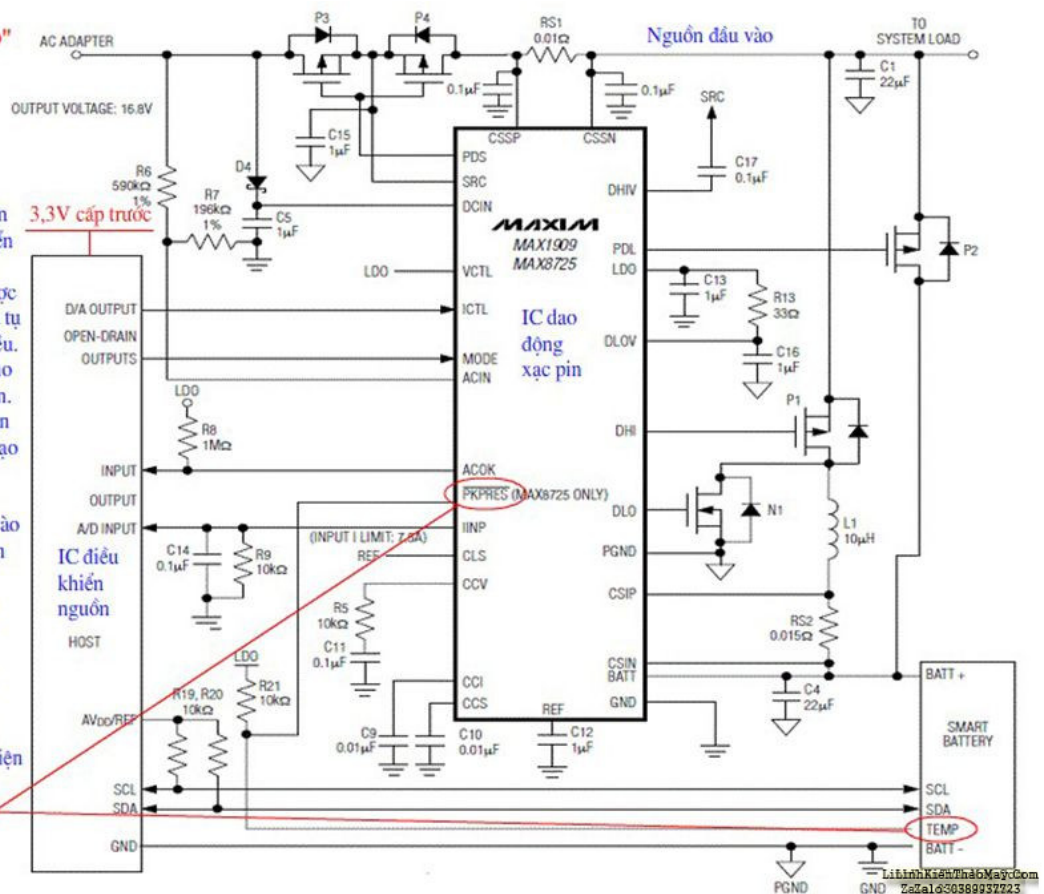 P3
P4
RS1
0.01Ω
TO
SYSTEM LOAD
AC ADAPTER
Nguồn đầu vào
0.1µF
0.1µF
C1
22µF
OUTPUT VOLTAGE: 16.8V
SRC
C15
1µF
CSSP
CSSN
C17
0.1µF
R6
590kΩ
1%
D4
PDS
SRC
DHIV
R7
196kΩ
1%
C5
1µF
DCIN
MAXIM
MAX1909
MAX8725
PDL
P2
3,3V cấp trước
LDO
VCTL
LDO
C13
1µF
R13
33Ω
D/A OUTPUT
ICTL
IC dao
động
xạc pin
OPEN-DRAIN
OUTPUTS
MODE
ACIN
DLOV
C16
1µF
LDO
R8
1MΩ
P1
DHI
INPUT
ACOK
OUTPUT
PKPRES (MAX8725 ONLY)
DLO
N1
L1
10µH
A/D INPUT
IINP
(INPUT I LIMIT: 7.5A)
C14
0.1µF
R9
10kΩ
REF
CLS
PGND
IC điều
khiển
nguồn
CCV
CSIP
R5
10kΩ
RS2
0.015Ω
HOST
C11
0.1µF
LDO
CSIN
BATT
BATT +
R19, R20
10kΩ
R21
10kΩ
CCI
CCS
REF
GND
C4
22µF
AVDD/REF
C9
0.01µF
C10
0.01µF
C12
1µF
SMART
BATTERY
SCL
SCL
SDA
SDA
TEMP
GND
BATT-
PGND
GND
LiLinhKienThaoMay.Com
ZaZalo:0389937723